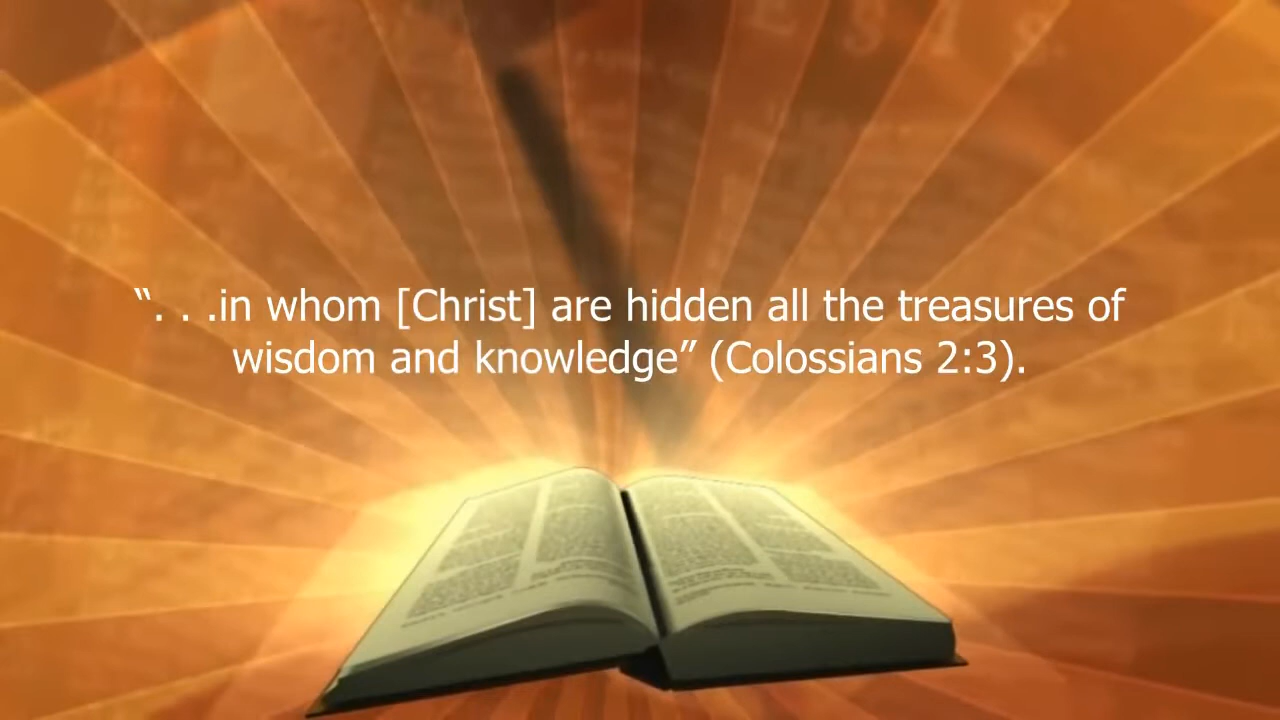 “. . .in whom [Christ] are hidden all the treasures of
wisdom and knowledge” (Colossians 2:3).